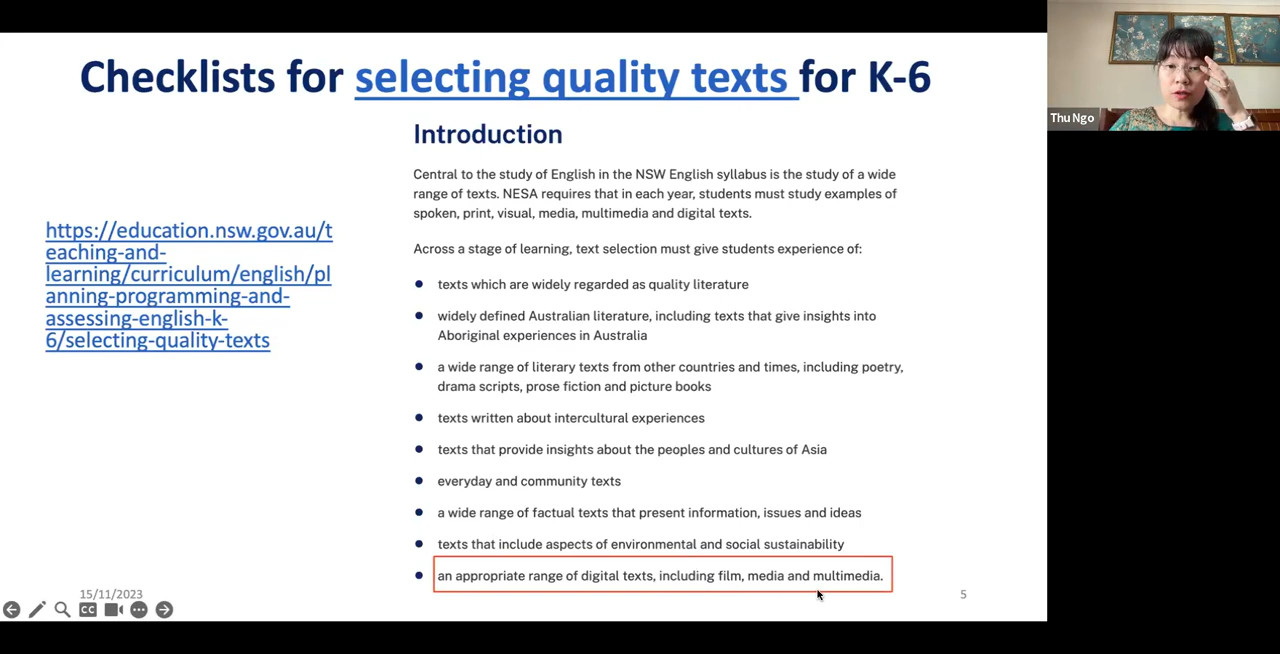 Checklists for selecting quality texts for K-6
Thu Ngo
Introduction
Central to the study of English in the NSW English syllabus is the study of a wide
range of texts. NESA requires that in each year, students must study examples of
spoken, print, visual, media, multimedia and digital texts.
https://education.nsw.gov.au/t
eaching-and-
learning/curriculum/english/pl
anning-programming-and-
assessing-english-k-
6/selecting-quality-texts
Across a stage of learning, text selection must give students experience of:
texts which are widely regarded as quality literature
widely defined Australian literature, including texts that give insights into
Aboriginal experiences in Australia
a wide range of literary texts from other countries and times, including poetry,
drama scripts, prose fiction and picture books
texts written about intercultural experiences
texts that provide insights about the peoples and cultures of Asia
everyday and community texts
a wide range of factual texts that present information, issues and ideas
texts that include aspects of environmental and social sustainability
an appropriate range of digital texts, including film, media and multimedia.
15/11/2023
5
CC